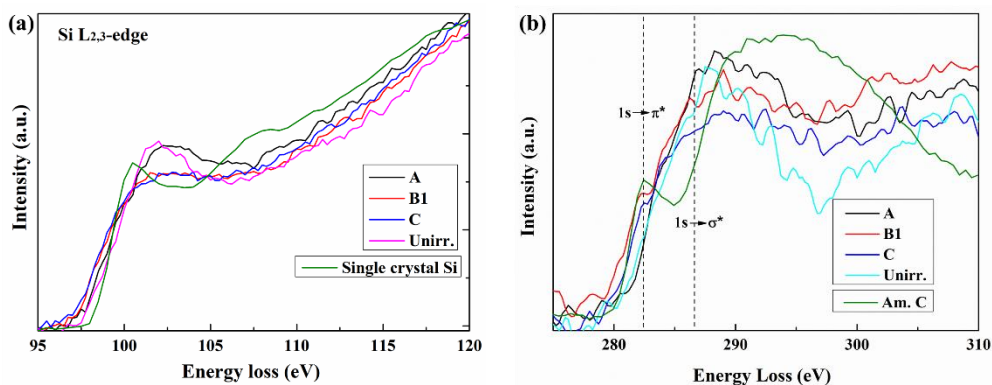 (a)
Si L2,3-edge
Intensity (a.u.)
A
B1
C
Unirr.
Single crystal Si
95 100 105 110 115 120
Energy loss (eV)
(b)
1s→π*
1s→σ*
Intensity (a.u.)
A
B1
C
Unirr.
Am. C
280 290 300 310
Energy Loss (eV)